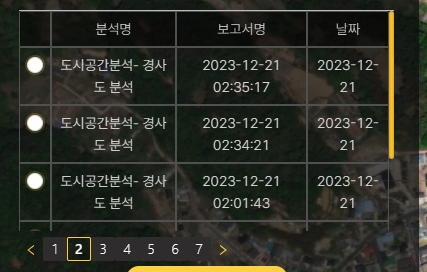 분석명 보고서명 날짜
도시공간분석- 경사 2023-12-21 2023-12-
도 분석 02:35:17 21
도시공간분석- 경사 2023-12-21 2023-12-
도 분석 02:34:21 21
도시공간분석- 경사 2023-12-21 2023-12-
도 분석 02:01:43 21
< 1 2 3 4 5 6 7 >